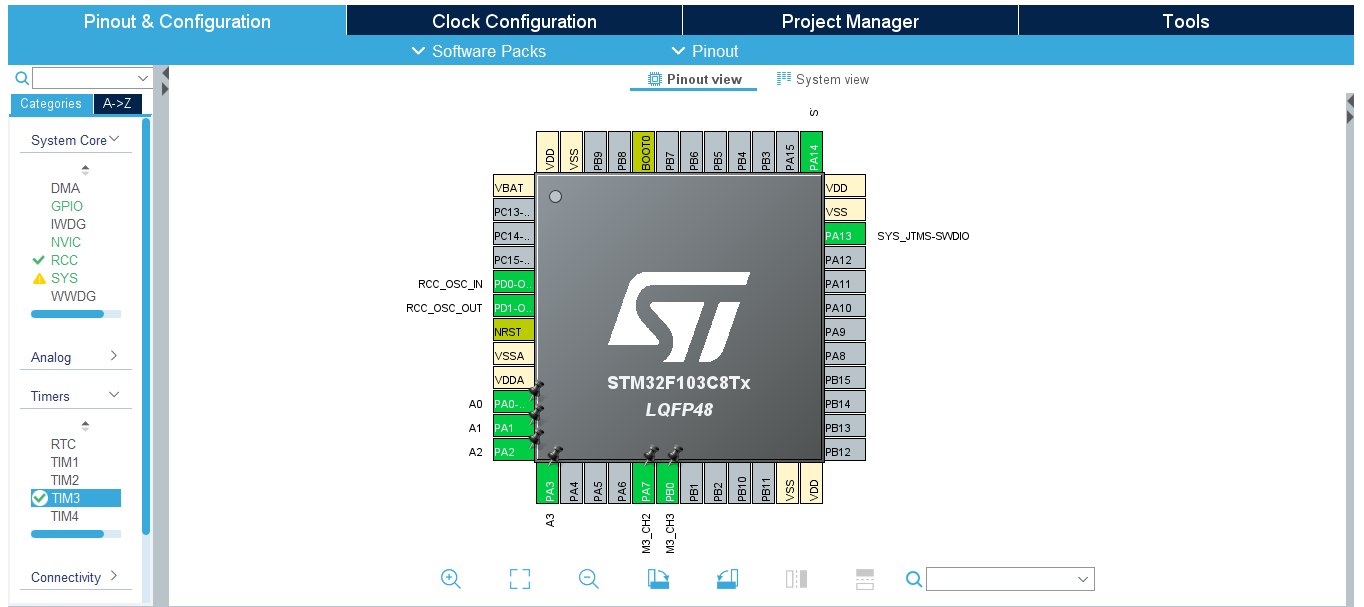 Pinout & Configuration
Clock Configuration
Project Manager
Tools
Software Packs
Pinout
Pinout view
System view
Categories
A->Z
System Core
DMA
GPIO
IWDG
NVIC
RCC
SYS
WWDG
Analog
Timers
RTC
TIM1
TIM2
TIM3
TIM4
Connectivity
S
VDD
VSS
PB9
PB8
BOOT0
PB7
PB6
PB5
PB4
PB3
PA15
PA14
VBAT
PC13-..
PC14-..
PC15-..
RCC_OSC_IN
PD0-O..
RCC_OSC_OUT
PD1-O..
NRST
VSSA
VDDA
A0
PA0-..
A1
PA1
A2
PA2
VDD
VSS
PA13
SYS_JTMS-SWDIO
PA12
PA11
PA10
PA9
PA8
PB15
PB14
PB13
PB12
ST
STM32F103C8Tx
LQFP48
PA3
PA4
PA5
PA6
PA7
PB0
PB1
PB2
PB10
PB11
VSS
VDD
A3
M3_CH2
M3_CH3